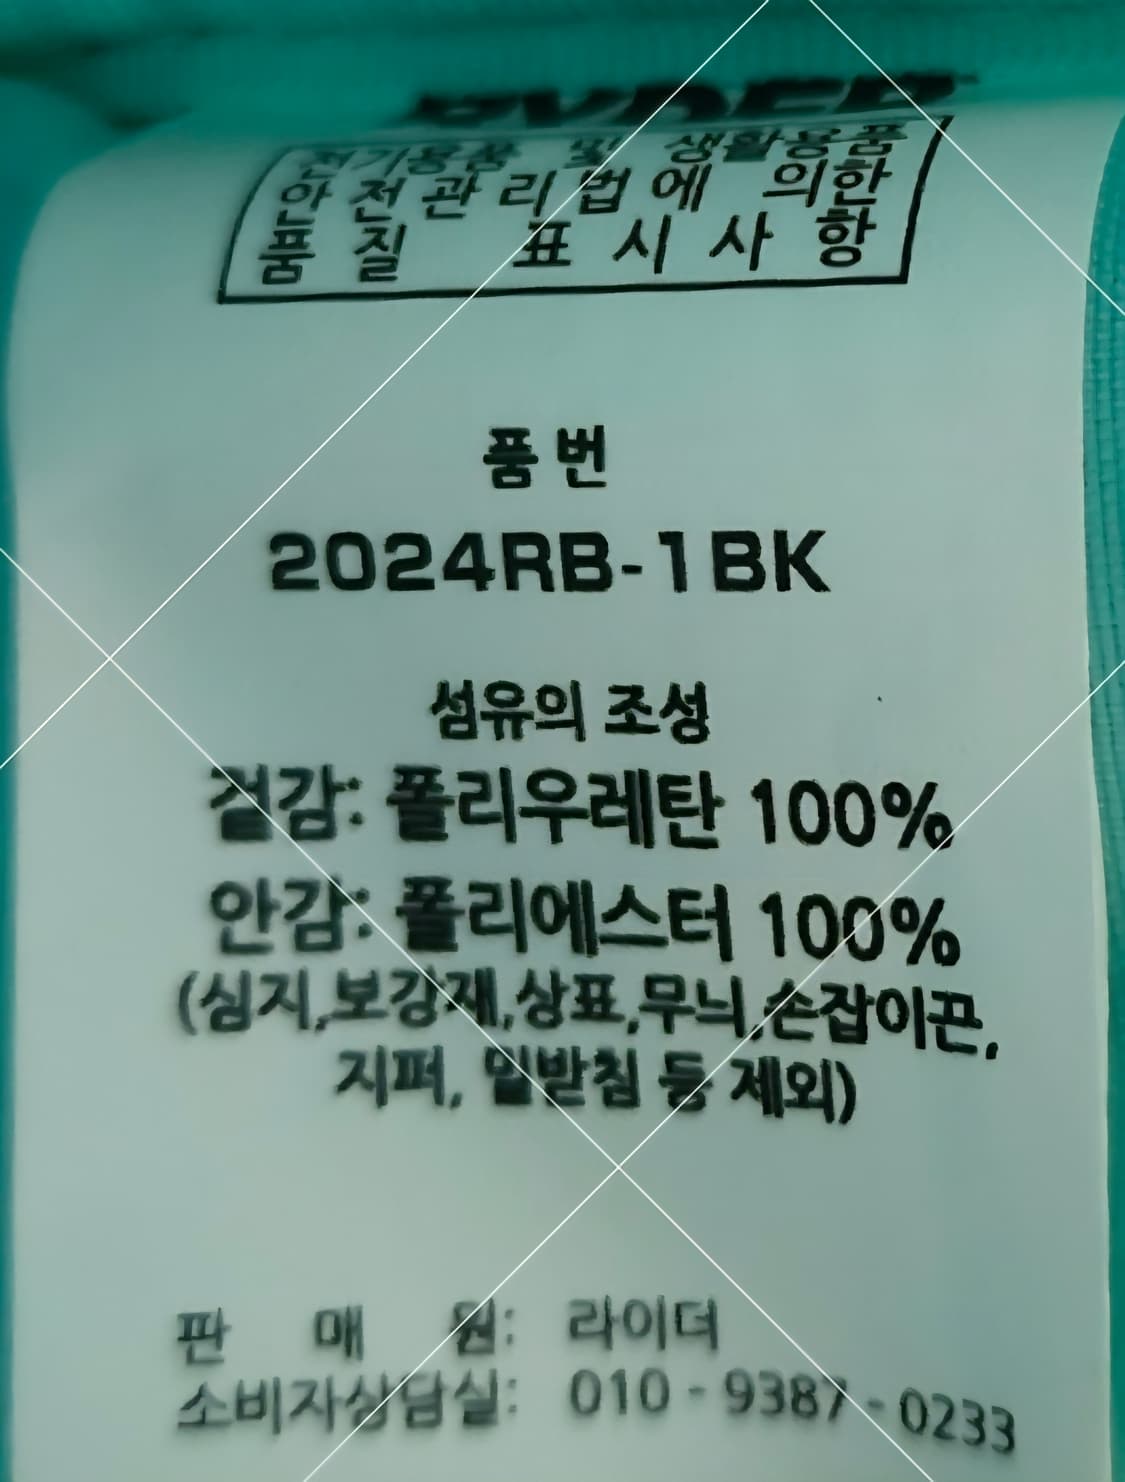 전기용품 및 생활용품
안전관리법에 의한
품질 표시사항
품번
2024RB-1BK
섬유의 조성
겉감: 폴리우레탄 100%
안감: 폴리에스터 100%
(심지,보강재,상표,무늬,손잡이끈,
지퍼, 밑받침 등 제외)
판 매 원: 라이더
소비자상담실: 010-9387-0233